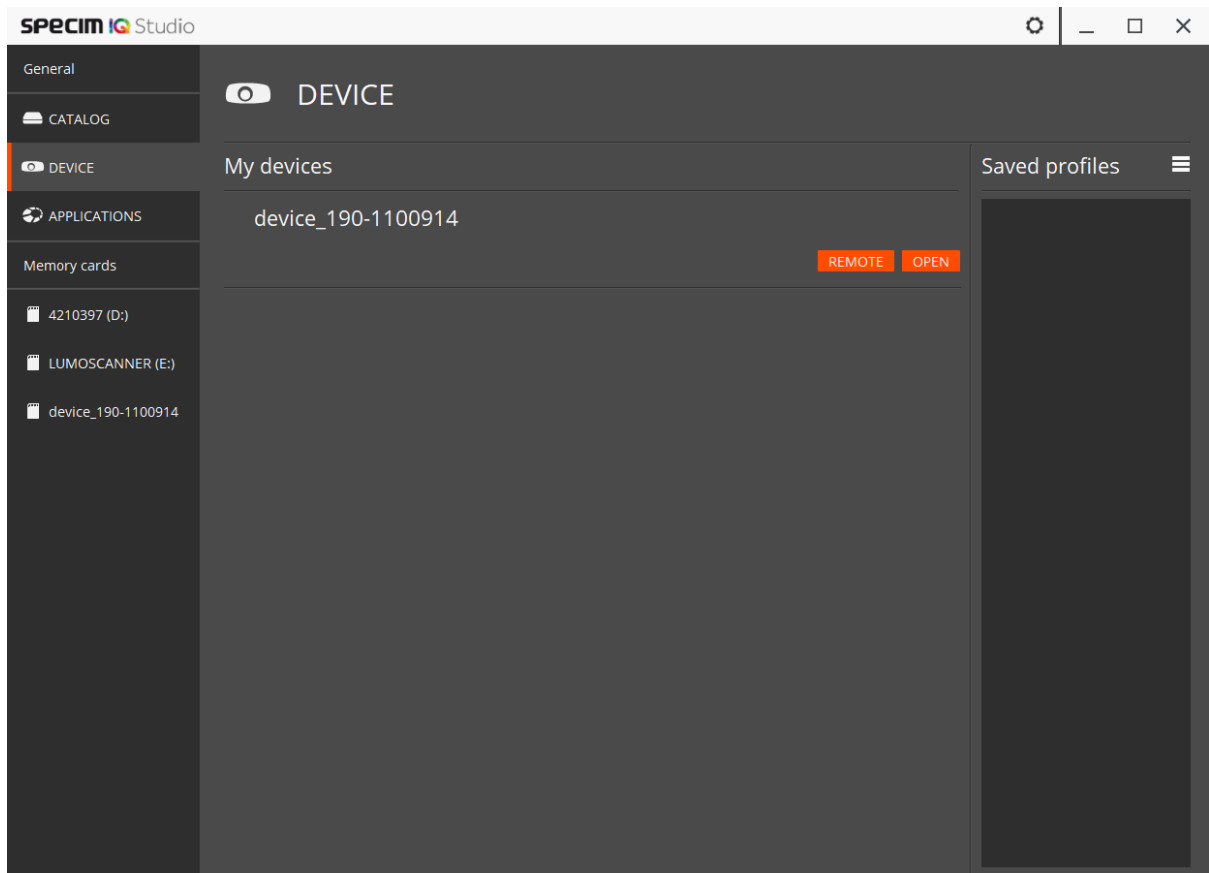 SPECIM IQ Studio
General
CATALOG
DEVICE
APPLICATIONS
Memory cards
4210397 (D:)
LUMOSCANNER (E:)
device_190-1100914
DEVICE
My devices
device_190-1100914
REMOTE OPEN
Saved profiles